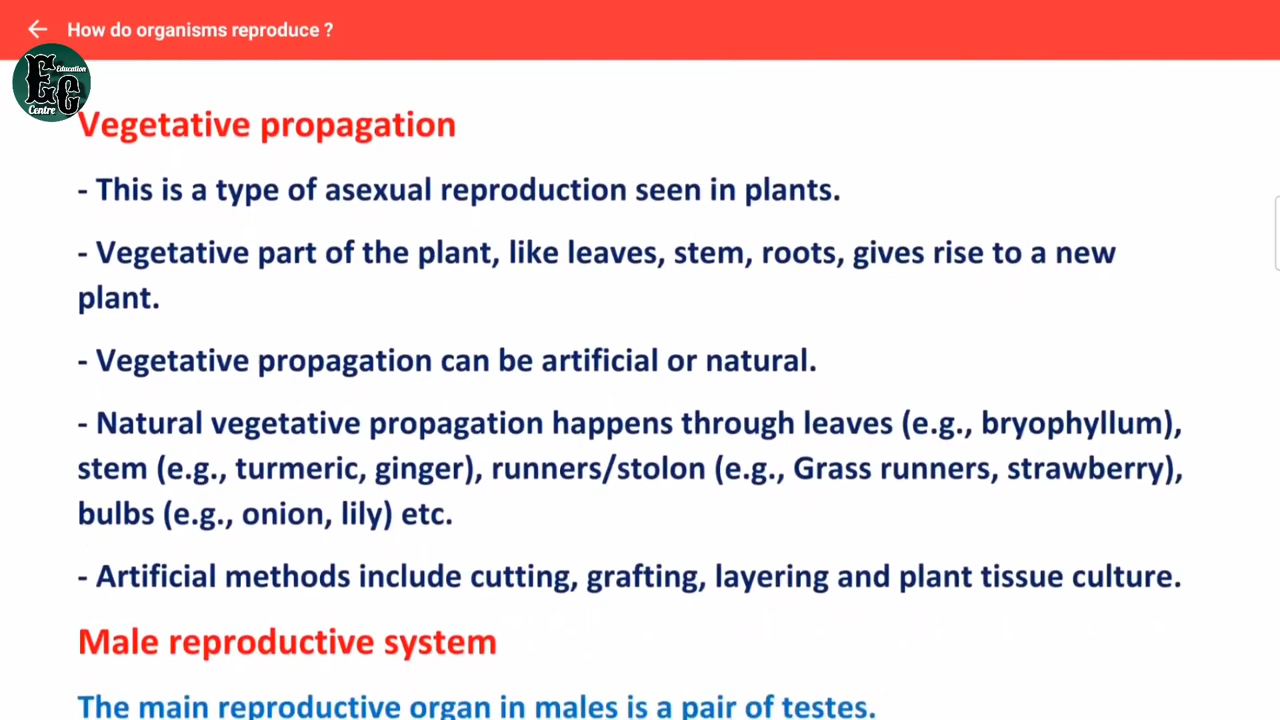 How do organisms reproduce ?
Education
EC
Centre
Vegetative propagation
- This is a type of asexual reproduction seen in plants.
- Vegetative part of the plant, like leaves, stem, roots, gives rise to a new
plant.
- Vegetative propagation can be artificial or natural.
- Natural vegetative propagation happens through leaves (e.g., bryophyllum),
stem (e.g., turmeric, ginger), runners/stolon (e.g., Grass runners, strawberry),
bulbs (e.g., onion, lily) etc.
- Artificial methods include cutting, grafting, layering and plant tissue culture.
Male reproductive system
The main reproductive organ in males is a pair of testes.